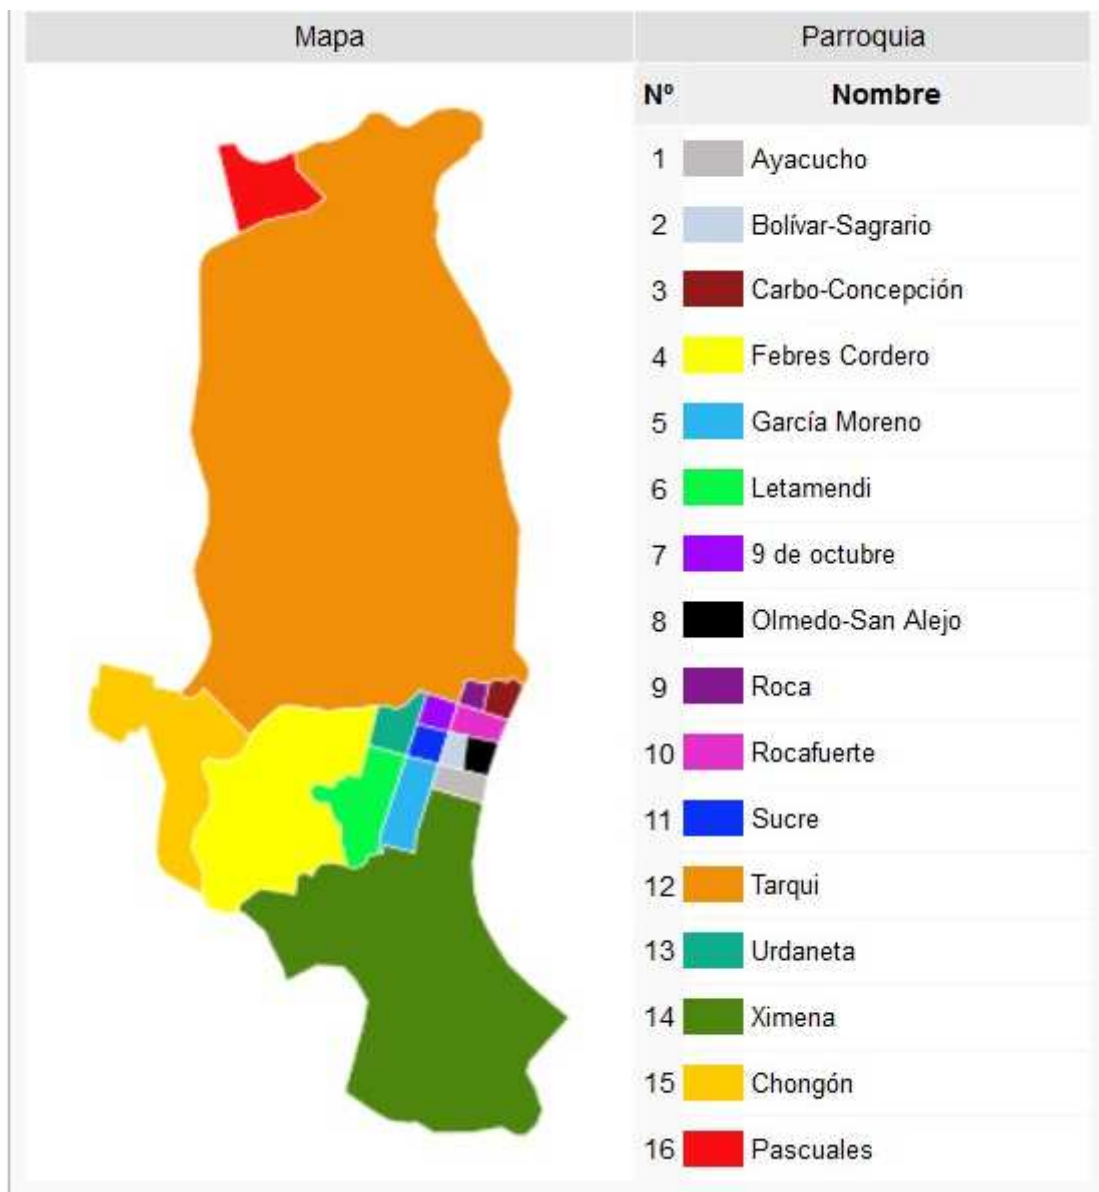 Mapa Parroquia
Nº Nombre
1 Ayacucho
2 Bolívar-Sagrario
3 Carbo-Concepción
4 Febres Cordero
5 García Moreno
6 Letamendi
7 9 de octubre
8 Olmedo-San Alejo
9 Roca
10 Rocafuerte
11 Sucre
12 Tarqui
13 Urdaneta
14 Ximena
15 Chongón
16 Pascuales